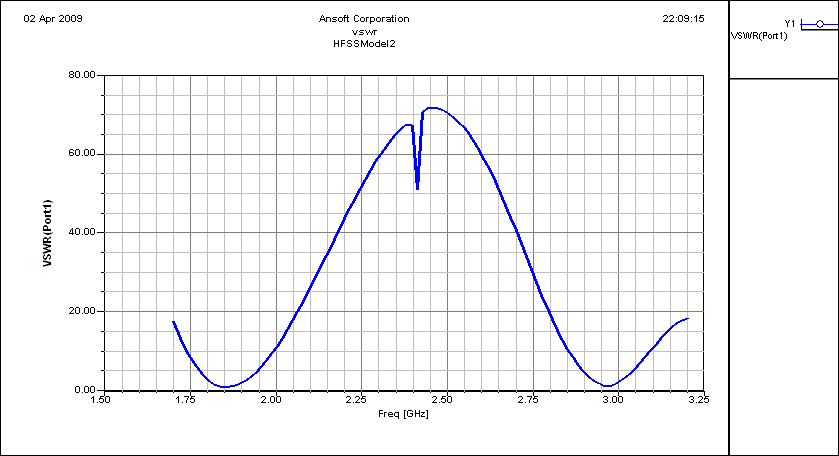 02 Apr 2009
Ansoft Corporation
22:09:15
vswr
HFSSModel2
Y1
VSWR(Port1)
80.00
60.00
40.00
20.00
0.00
VSWR(Port1)
1.50
1.75
2.00
2.25
2.50
2.75
3.00
3.25
Freq [GHz]